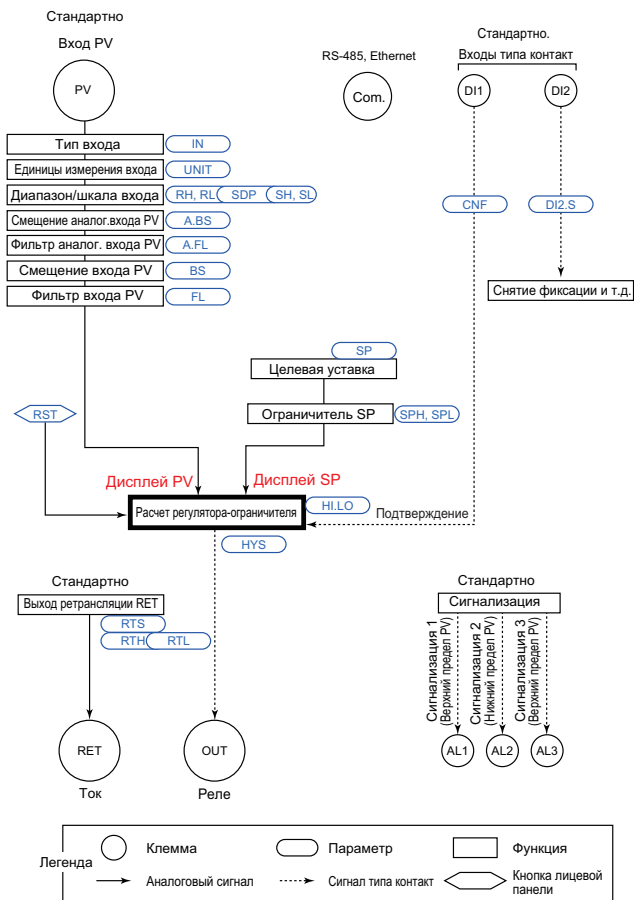 Стандартно
Вход PV
PV
RS-485, Ethernet
Com.
Стандартно.
Входы типа контакт
DI1
DI2
Тип входа
IN
Единицы измерения входа
UNIT
Диапазон/шкала входа
RH, RL
SDP
SH, SL
Смещение аналог.входа PV
A.BS
Фильтр аналог. входа PV
A.FL
Смещение входа PV
BS
Фильтр входа PV
FL
CNF
DI2.S
Снятие фиксации и т.д.
SP
Целевая уставка
Ограничитель SP
SPH, SPL
RST
Дисплей PV
Дисплей SP
Расчет регулятора-ограничителя
HI.LO
Подтверждение
HYS
Стандартно
Выход ретрансляции RET
RTS
RTH
RTL
RET
Ток
OUT
Реле
Стандартно
Сигнализация
Сигнализация 1
(Верхний предел PV)
Сигнализация 2
(Нижний предел PV)
Сигнализация 3
(Верхний предел PV)
AL1
AL2
AL3
Легенда
Клемма
Параметр
Функция
Аналоговый сигнал
Сигнал типа контакт
Кнопка лицевой
панели